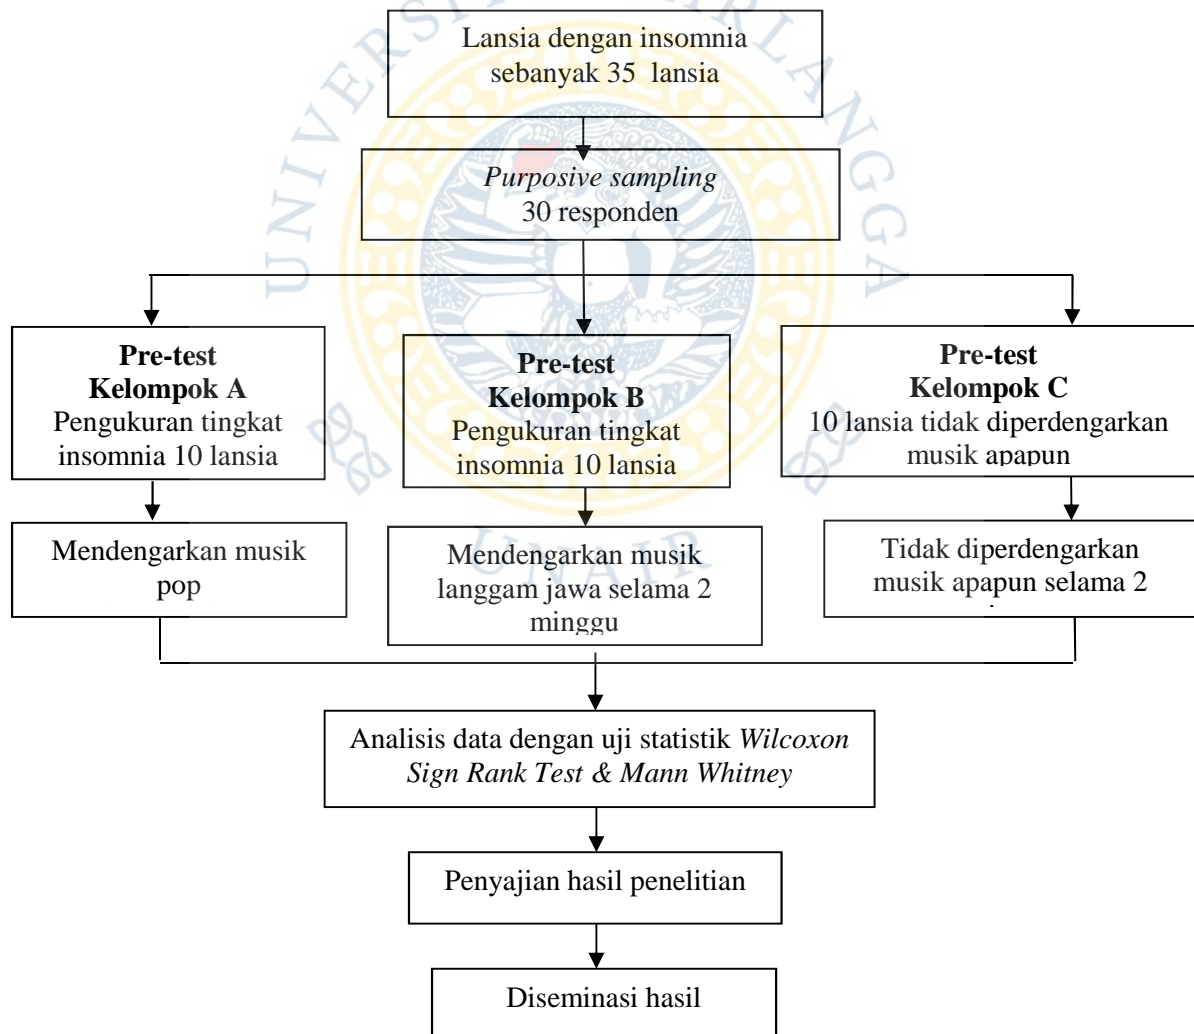 UNIVERSITAS AIRLANGGA
Lansia dengan insomnia
sebanyak 35 lansia
Purposive sampling
30 responden
Pre-test
Kelompok A
Pengukuran tingkat
insomnia 10 lansia
Pre-test
Kelompok B
Pengukuran tingkat
insomnia 10 lansia
Pre-test
Kelompok C
10 lansia tidak diperdengarkan
musik apapun
Mendengarkan musik
pop
Mendengarkan musik
langgam jawa selama 2
minggu
Tidak diperdengarkan
musik apapun selama 2
UNAIR
Analisis data dengan uji statistik Wilcoxon
Sign Rank Test & Mann Whitney
Penyajian hasil penelitian
Diseminasi hasil